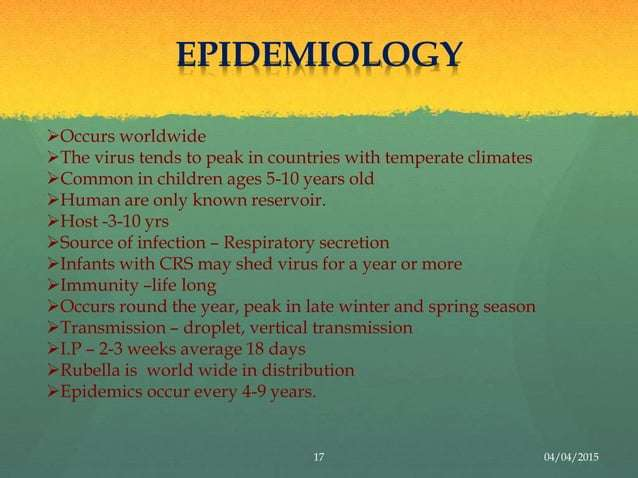 EPIDEMIOLOGY
➢Occurs worldwide
➢The virus tends to peak in countries with temperate climates
➢Common in children ages 5-10 years old
➢Human are only known reservoir.
➢Host -3-10 yrs
➢Source of infection – Respiratory secretion
➢Infants with CRS may shed virus for a year or more
➢Immunity –life long
➢Occurs round the year, peak in late winter and spring season
➢Transmission – droplet, vertical transmission
➢I.P – 2-3 weeks average 18 days
➢Rubella is  world wide in distribution
➢Epidemics occur every 4-9 years.
17 04/04/2015